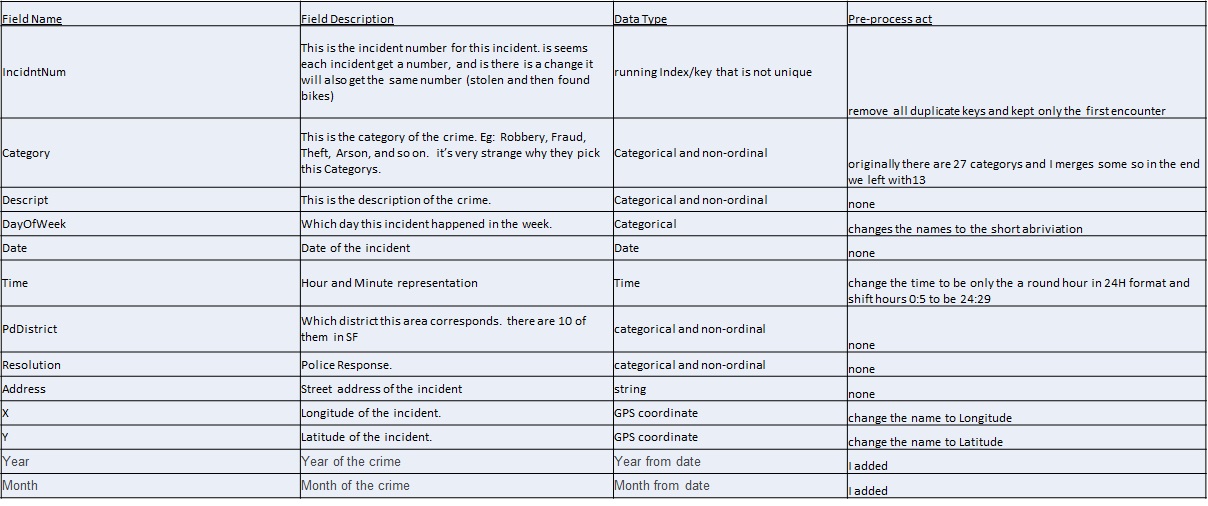 Field Name
Field Description
Data Type
Pre-process act
IncidntNum
This is the incident number for this incident. is seems
each incident get a number, and is there is a change it
will also get the same number (stolen and then found
bikes)
running Index/key that is not unique
remove all duplicate keys and kept only the first encounter
Category
This is the category of the crime. Eg: Robbery, Fraud,
Theft, Arson, and so on. it's very strange why they pick
this Categorys.
Categorical and non-ordinal
originally there are 27 categorys and I merges some so in the end
we left with13
Descript
This is the description of the crime.
Categorical and non-ordinal
none
DayOfWeek
Which day this incident happened in the week.
Categorical
changes the names to the short abriviation
Date
Date of the incident
Date
none
Time
Hour and Minute representation
Time
change the time to be only the a round hour in 24H format and
shift hours 0:5 to be 24:29
PdDistrict
Which district this area corresponds. there are 10 of
them in SF
categorical and non-ordinal
none
Resolution
Police Response.
categorical and non-ordinal
none
Address
Street address of the incident
string
none
X
Longitude of the incident.
GPS coordinate
change the name to Longitude
Y
Latitude of the incident.
GPS coordinate
change the name to Latitude
Year
Year of the crime
Year from date
I added
Month
Month of the crime
Month from date
I added